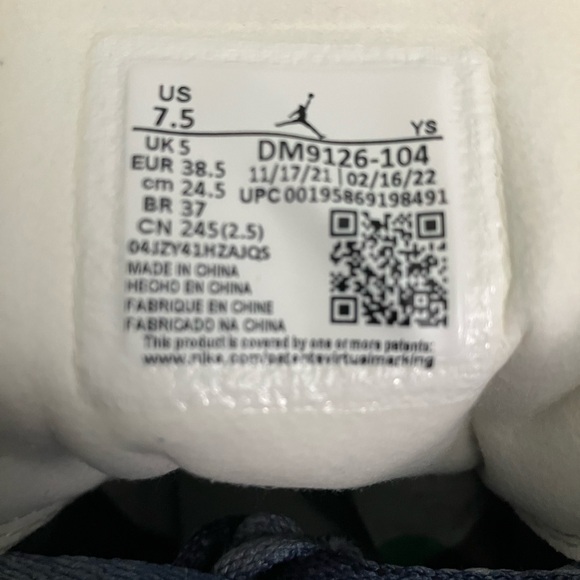 US
7.5
YS
UK 5
EUR 38.5
cm 24.5
BR 37
CN 245(2.5)
DM9126-104
11/17/21 | 02/16/22
UPC 00195869198491
04JZY41HZAJQS
MADE IN CHINA
HECHO EN CHINA
FABRIQUE EN CHINE
FABRICADO NA CHINA
This product is covered by one or more patents:
www.nike.com/patentsvirtualmarking